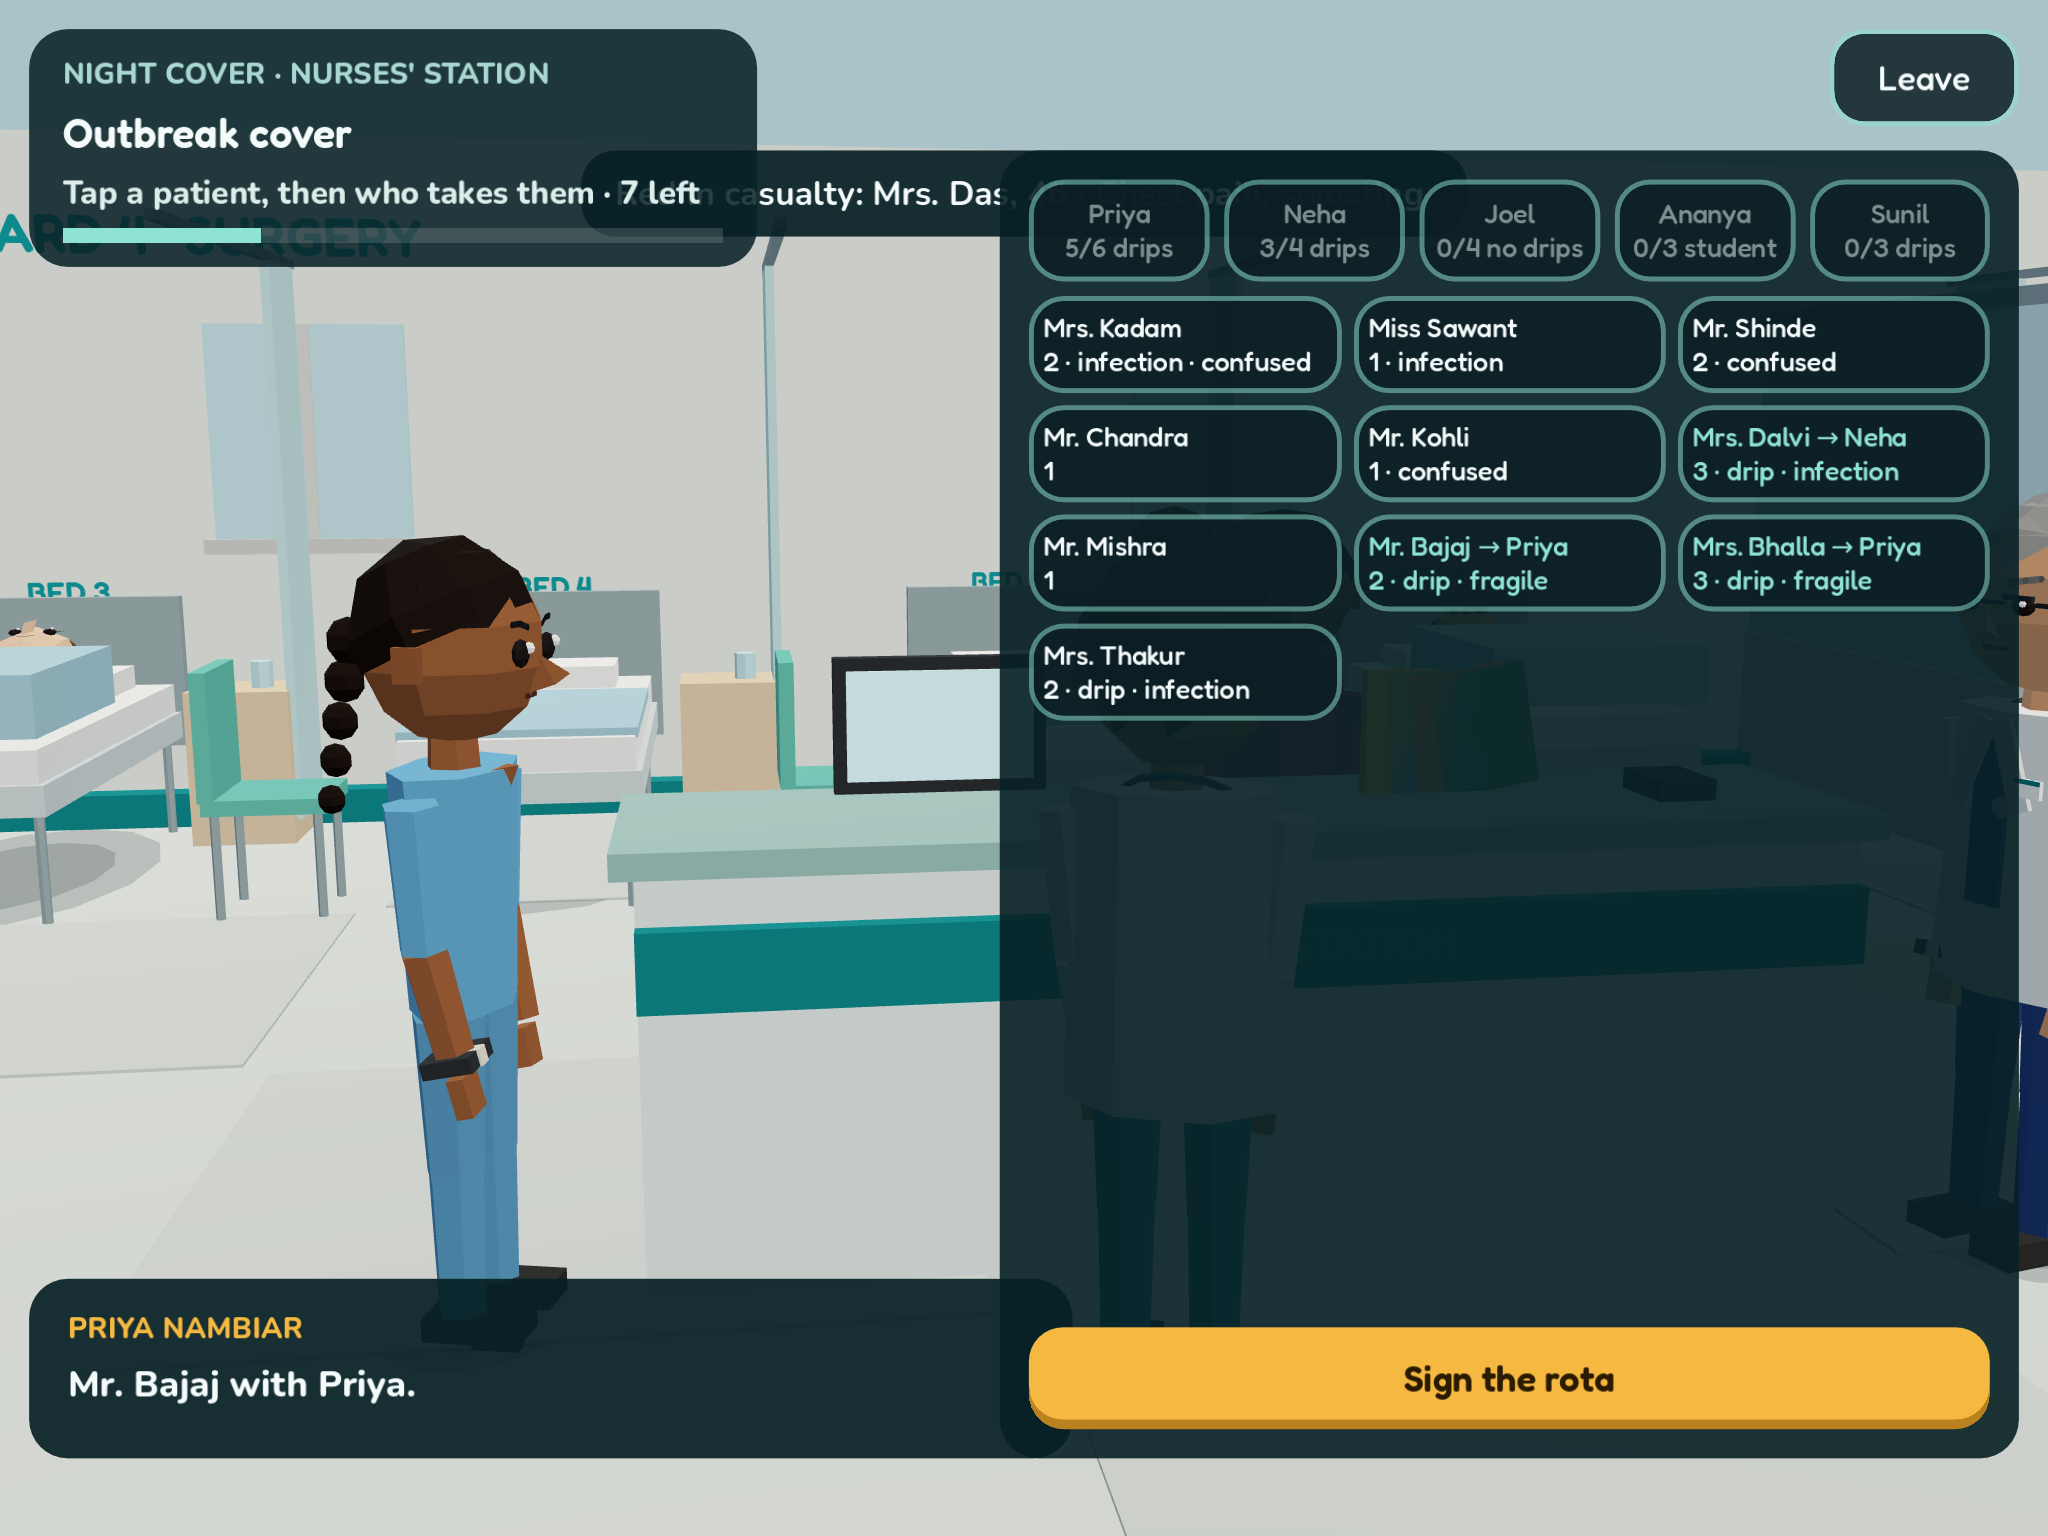 NIGHT COVER · NURSES' STATION
Outbreak cover
Tap a patient, then who takes them · 7 left
Leave
casualty: Mrs. Das,
SURGERY
Priya
5/6 drips
Neha
3/4 drips
Joel
0/4 no drips
Ananya
0/3 student
Sunil
0/3 drips
Mrs. Kadam
2 · infection · confused
Miss Sawant
1 · infection
Mr. Shinde
2 · confused
Mr. Chandra
1
Mr. Kohli
1 · confused
Mrs. Dalvi → Neha
3 · drip · infection
Mr. Mishra
1
Mr. Bajaj → Priya
2 · drip · fragile
Mrs. Bhalla → Priya
3 · drip · fragile
Mrs. Thakur
2 · drip · infection
BED 3
BED 4
BED
PRIYA NAMBIAR
Mr. Bajaj with Priya.
Sign the rota